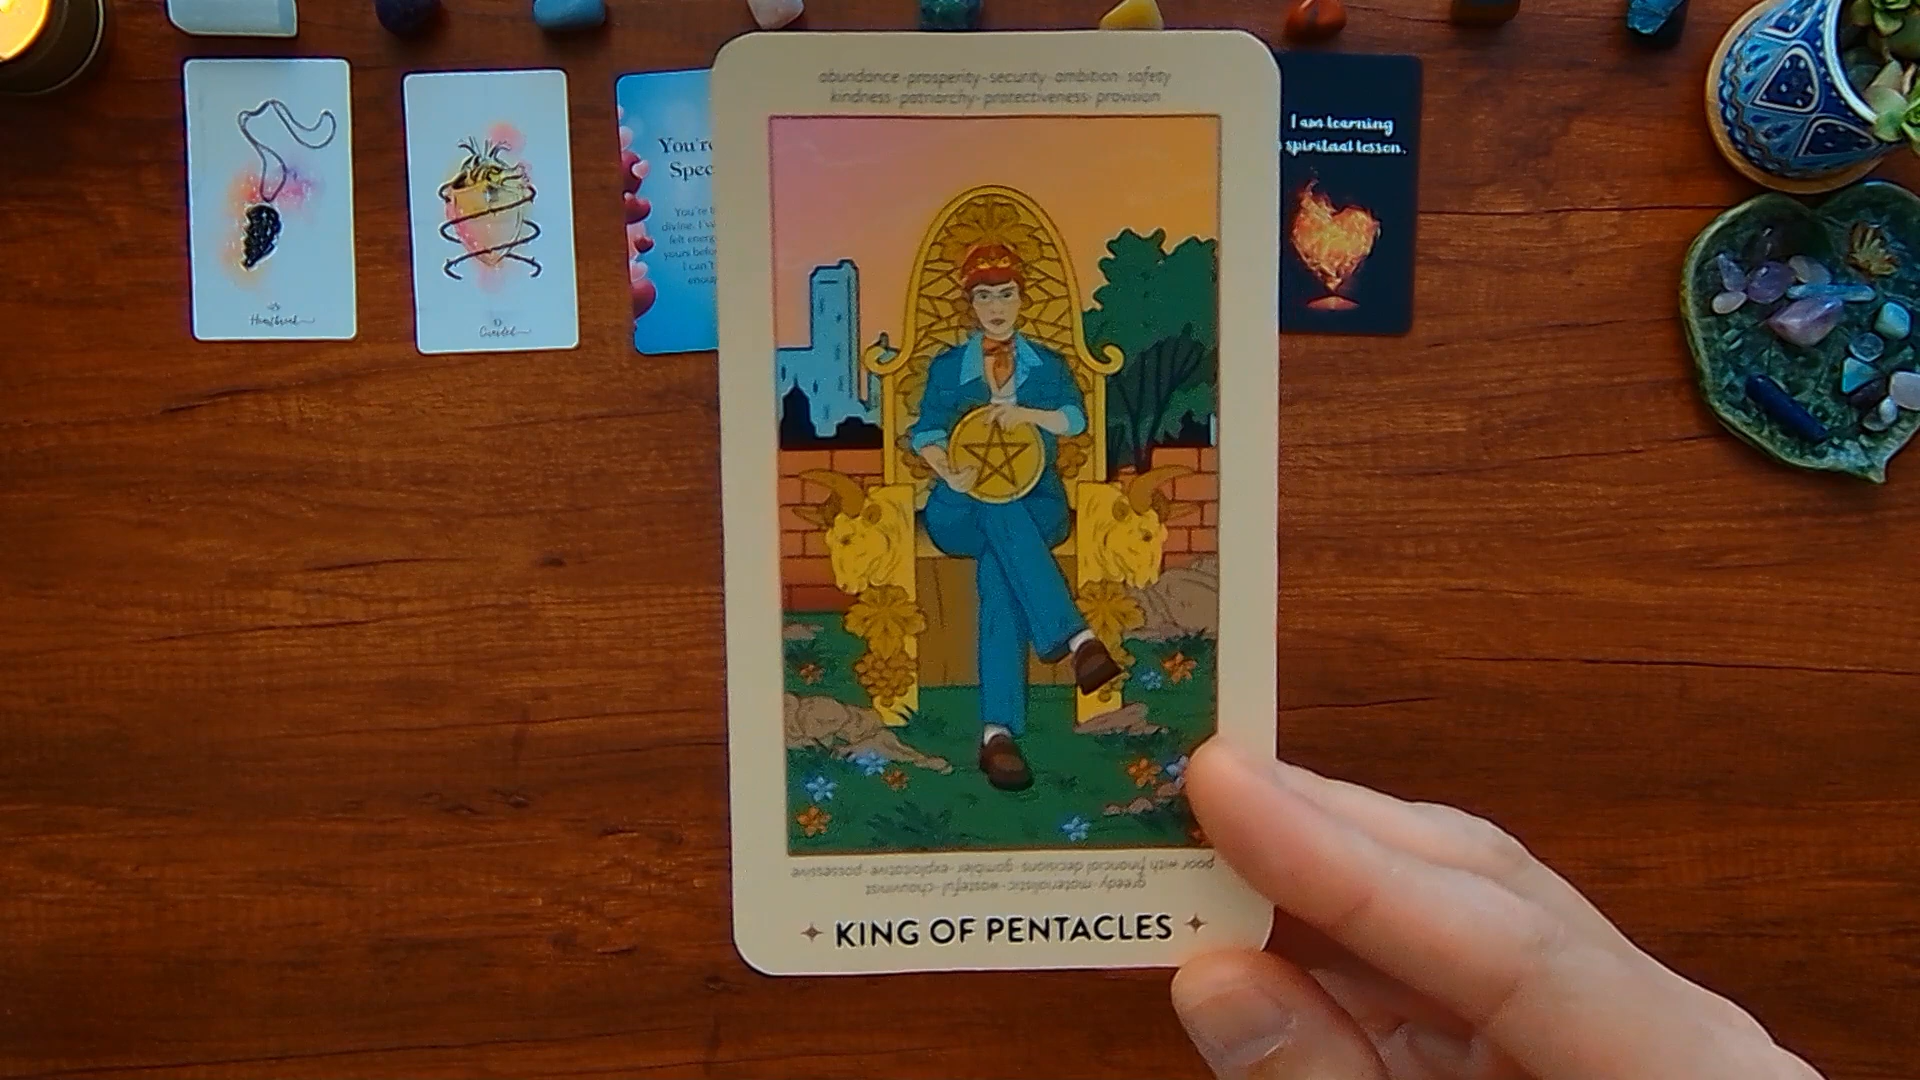 abundance·prosperity·security·ambition·safety
kindness·patriarchy·protectiveness·provision
Heartbreak
Guarded
You're
Spec
You're b
divine. I'v
felt energ
yours befo
I can't
enoug
I am learning
spiritual lesson.
poor with financial decisions·gambler·exploitative·possessive
greedy·materialistic·wasteful·chauvinist
KING OF PENTACLES